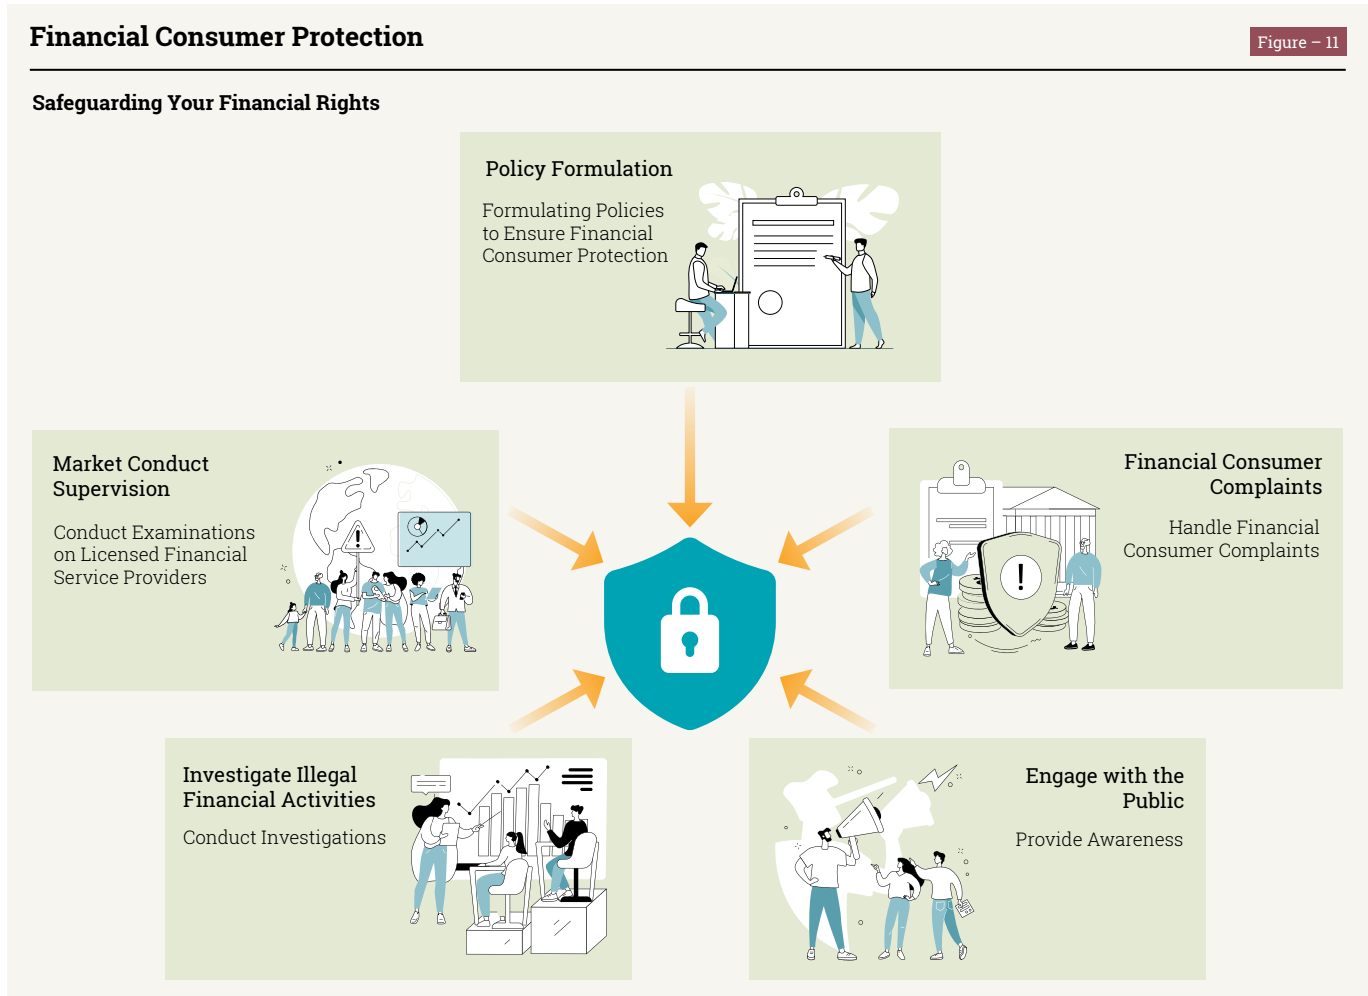 Financial Consumer Protection
Figure – 11
Safeguarding Your Financial Rights
Policy Formulation
Formulating Policies
to Ensure Financial
Consumer Protection
Market Conduct
Supervision
Conduct Examinations
on Licensed Financial
Service Providers
Financial Consumer
Complaints
Handle Financial
Consumer Complaints
Investigate Illegal
Financial Activities
Conduct Investigations
Engage with the
Public
Provide Awareness